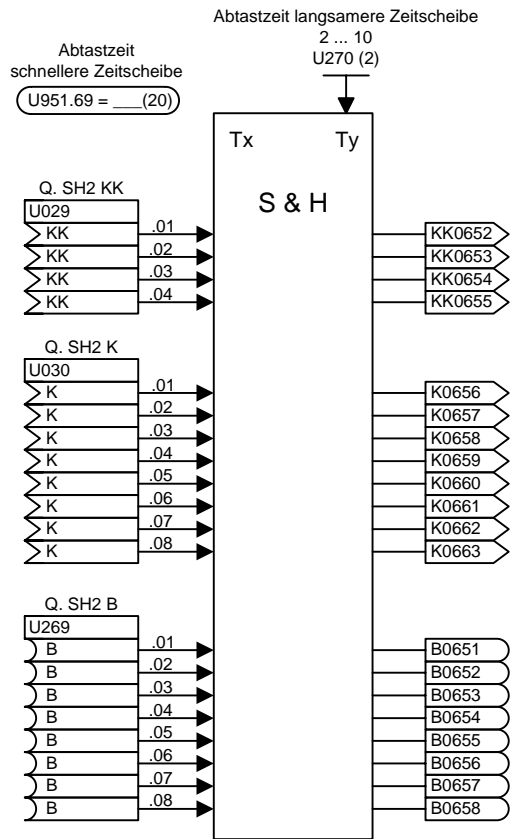 Abtastzeit langsamere Zeitscheibe
2 ... 10
U270 (2)
Abtastzeit
schnellere Zeitscheibe
U951.69 = ___(20)
Tx Ty
S & H
Q. SH2 KK
U029
KK .01 KK0652
KK .02 KK0653
KK .03 KK0654
KK .04 KK0655
Q. SH2 K
U030
K .01 K0656
K .02 K0657
K .03 K0658
K .04 K0659
K .05 K0660
K .06 K0661
K .07 K0662
K .08 K0663
Q. SH2 B
U269
B .01 B0651
B .02 B0652
B .03 B0653
B .04 B0654
B .05 B0655
B .06 B0656
B .07 B0657
B .08 B0658